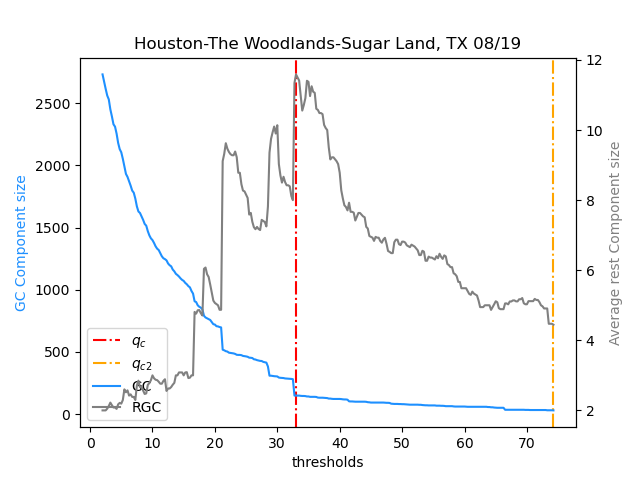 Houston-The Woodlands-Sugar Land, TX 08/19
GC Component size
2500
2000
1500
1000
500
0
12
10
8
6
4
2
Average rest Component size
q_c
q_{c2}
GC
RGC
0 10 20 30 40 50 60 70
thresholds